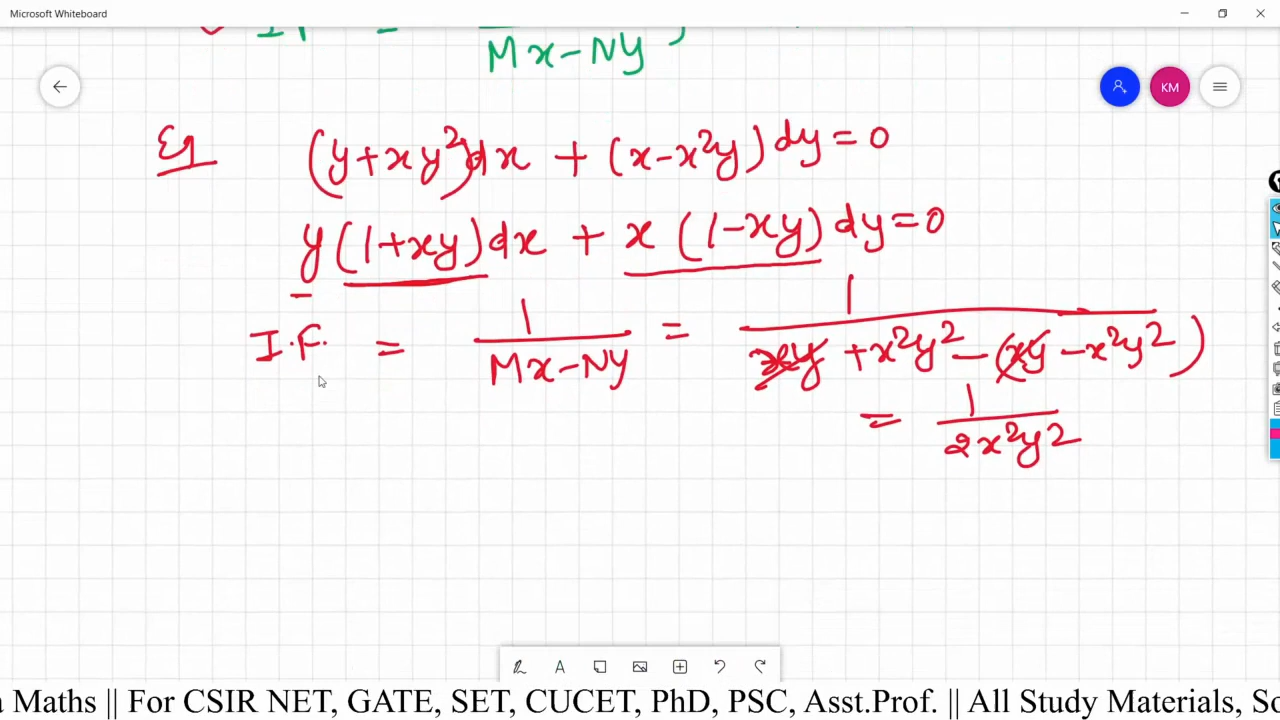 Microsoft Whiteboard
Mx-Ny
KM
Eg (y+xy²)dx + (x-x²y)dy=0
y(1+xy)dx + x(1-xy)dy=0
I.F. = 1/(Mx-Ny) = 1/(xy+x²y²-(xy-x²y²))
= 1/(2x²y²)
a Maths || For CSIR NET, GATE, SET, CUCET, PhD, PSC, Asst.Prof. || All Study Materials, So